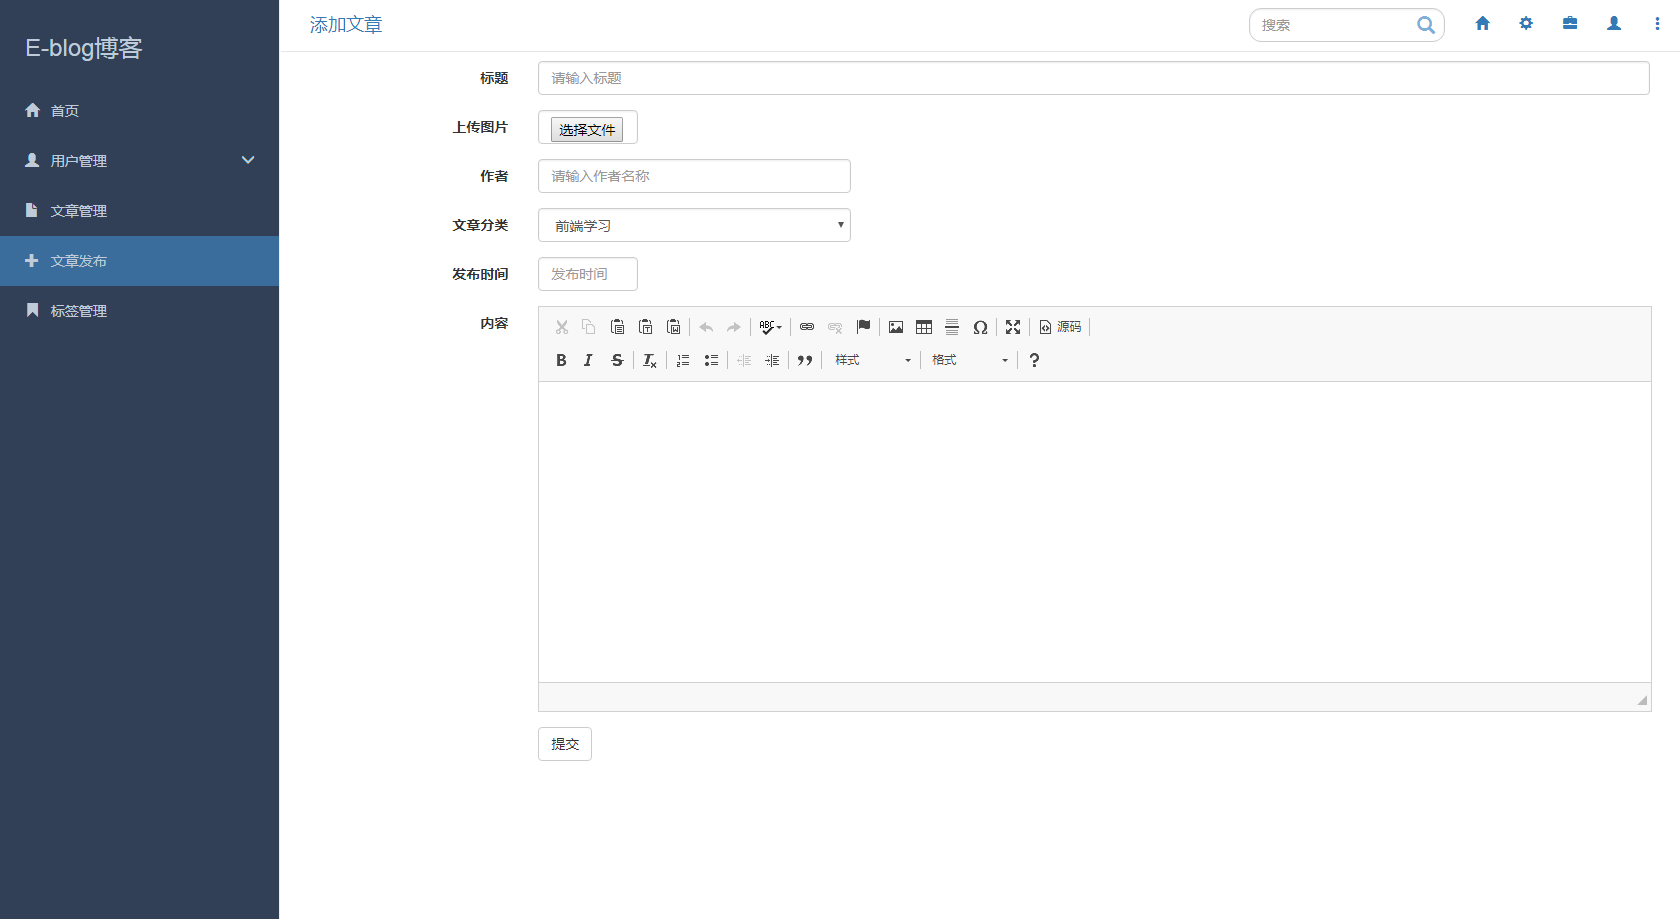 E-blog博客
首页
用户管理
文章管理
文章发布
标签管理
添加文章
搜索
标题
请输入标题
上传图片
选择文件
作者
请输入作者名称
文章分类
前端学习
发布时间
发布时间
内容
ABC
源码
B I S Ix
样式
格式
?
提交